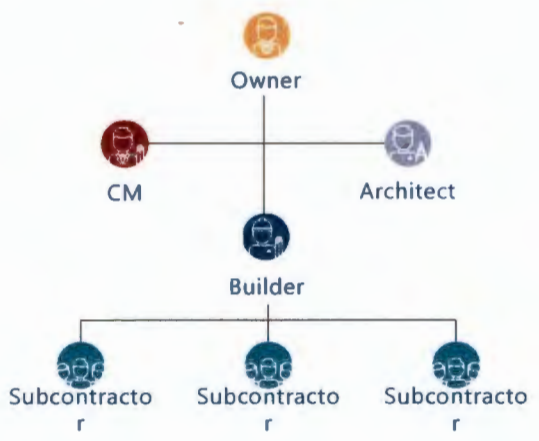 Owner
CM
Architect
Builder
Subcontracto
r
Subcontracto
r
Subcontracto
r